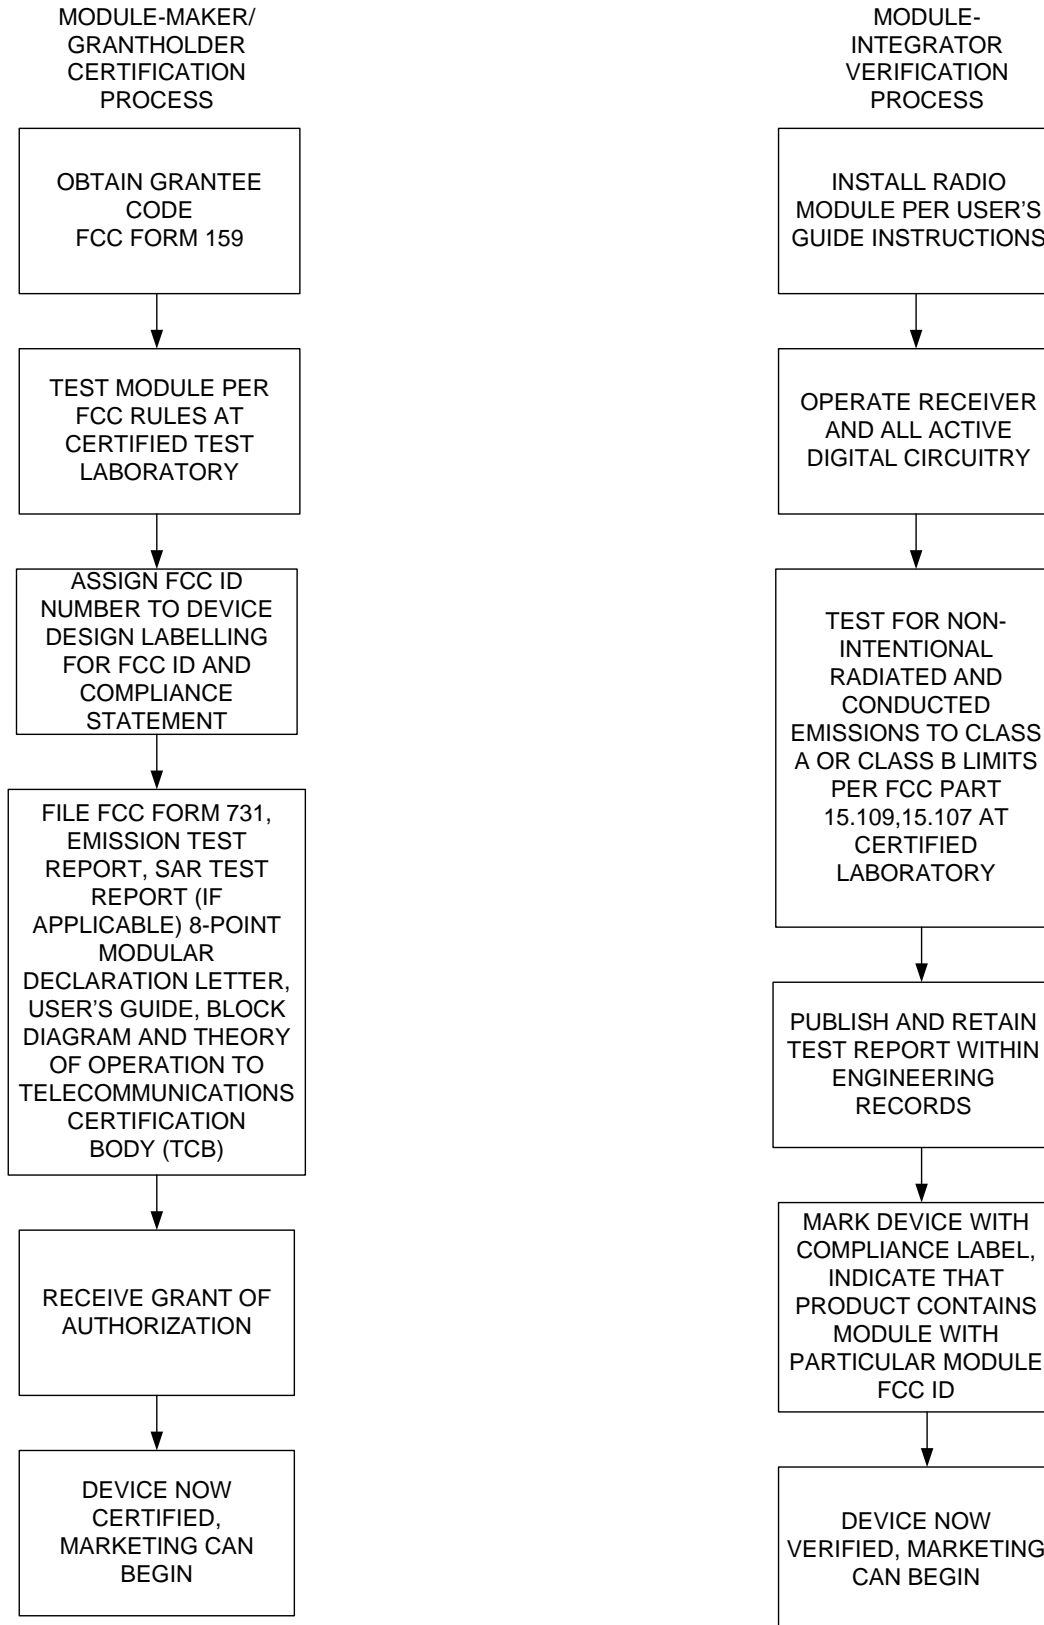 MODULE-MAKER/
GRANTHOLDER
CERTIFICATION
PROCESS
OBTAIN GRANTEE
CODE
FCC FORM 159
TEST MODULE PER
FCC RULES AT
CERTIFIED TEST
LABORATORY
ASSIGN FCC ID
NUMBER TO DEVICE
DESIGN LABELLING
FOR FCC ID AND
COMPLIANCE
STATEMENT
FILE FCC FORM 731,
EMISSION TEST
REPORT, SAR TEST
REPORT (IF
APPLICABLE) 8-POINT
MODULAR
DECLARATION LETTER,
USER'S GUIDE, BLOCK
DIAGRAM AND THEORY
OF OPERATION TO
TELECOMMUNICATIONS
CERTIFICATION
BODY (TCB)
RECEIVE GRANT OF
AUTHORIZATION
DEVICE NOW
CERTIFIED,
MARKETING CAN
BEGIN
MODULE-
INTEGRATOR
VERIFICATION
PROCESS
INSTALL RADIO
MODULE PER USER'S
GUIDE INSTRUCTIONS
OPERATE RECEIVER
AND ALL ACTIVE
DIGITAL CIRCUITRY
TEST FOR NON-
INTENTIONAL
RADIATED AND
CONDUCTED
EMISSIONS TO CLASS
A OR CLASS B LIMITS
PER FCC PART
15.109,15.107 AT
CERTIFIED
LABORATORY
PUBLISH AND RETAIN
TEST REPORT WITHIN
ENGINEERING
RECORDS
MARK DEVICE WITH
COMPLIANCE LABEL,
INDICATE THAT
PRODUCT CONTAINS
MODULE WITH
PARTICULAR MODULE
FCC ID
DEVICE NOW
VERIFIED, MARKETING
CAN BEGIN